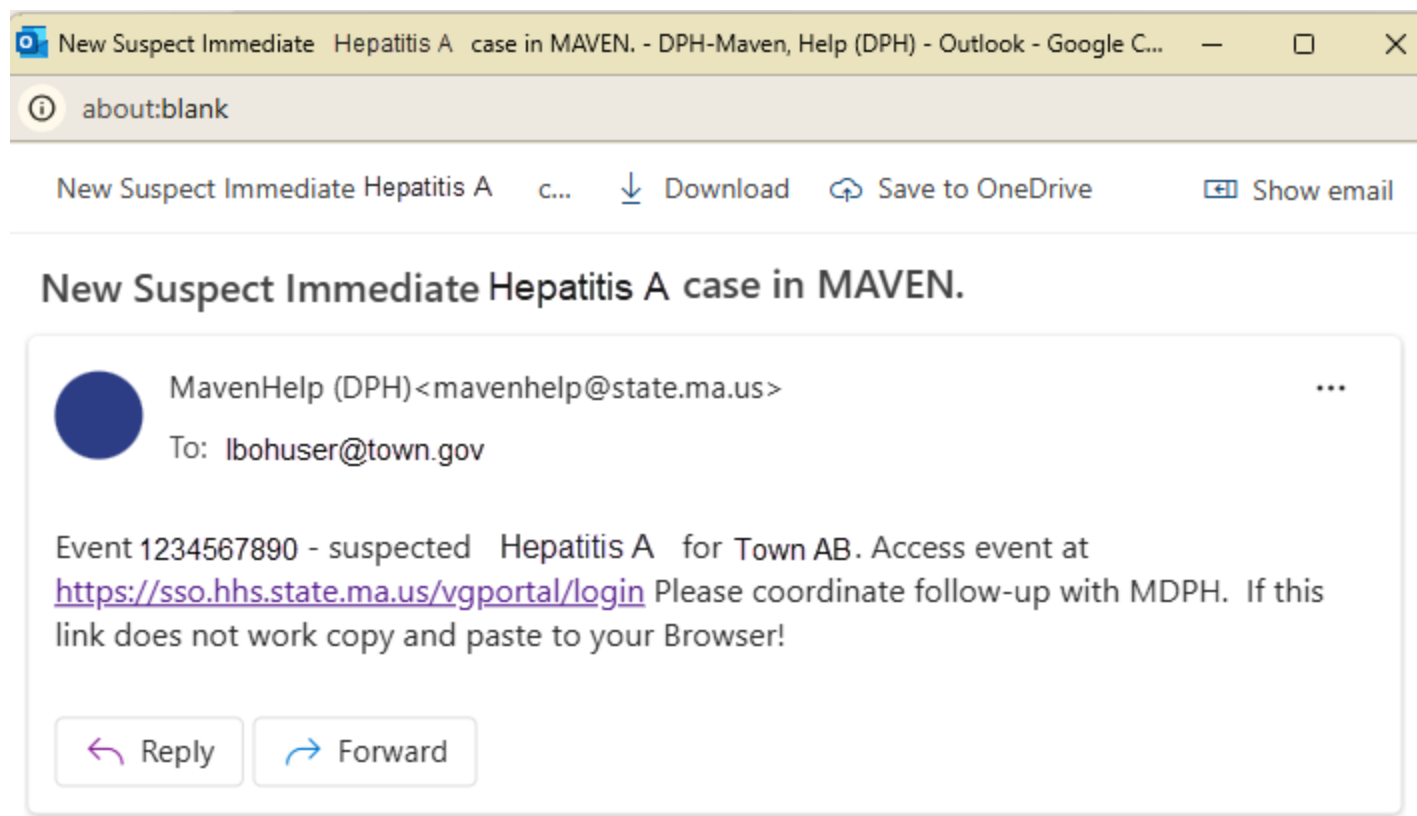 New Suspect Immediate Hepatitis A case in MAVEN. - DPH-Maven, Help (DPH) - Outlook - Google C...
about:blank
New Suspect Immediate Hepatitis A c... Download Save to OneDrive Show email
New Suspect Immediate Hepatitis A case in MAVEN.
MavenHelp (DPH)<mavenhelp@state.ma.us>
To: lbohuser@town.gov
Event 1234567890 - suspected Hepatitis A for Town AB. Access event at
https://sso.hhs.state.ma.us/vgportal/login Please coordinate follow-up with MDPH. If this
link does not work copy and paste to your Browser!
Reply Forward